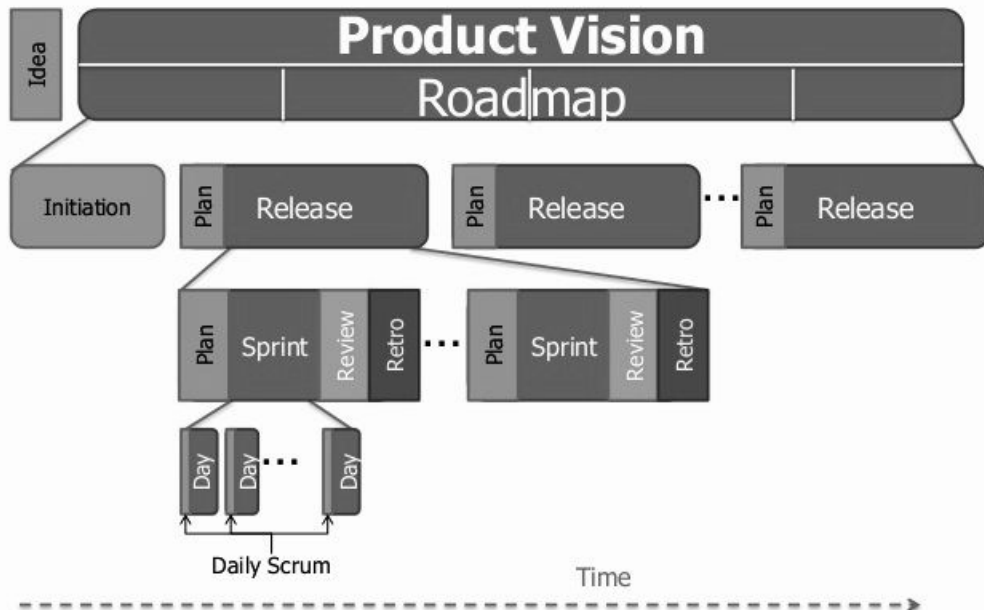 Idea
Product Vision
Roadmap
Initiation
Plan
Release
Plan
Release
...
Plan
Release
Plan
Sprint
Review
Retro
...
Plan
Sprint
Review
Retro
Day
Day
...
Day
Daily Scrum
Time